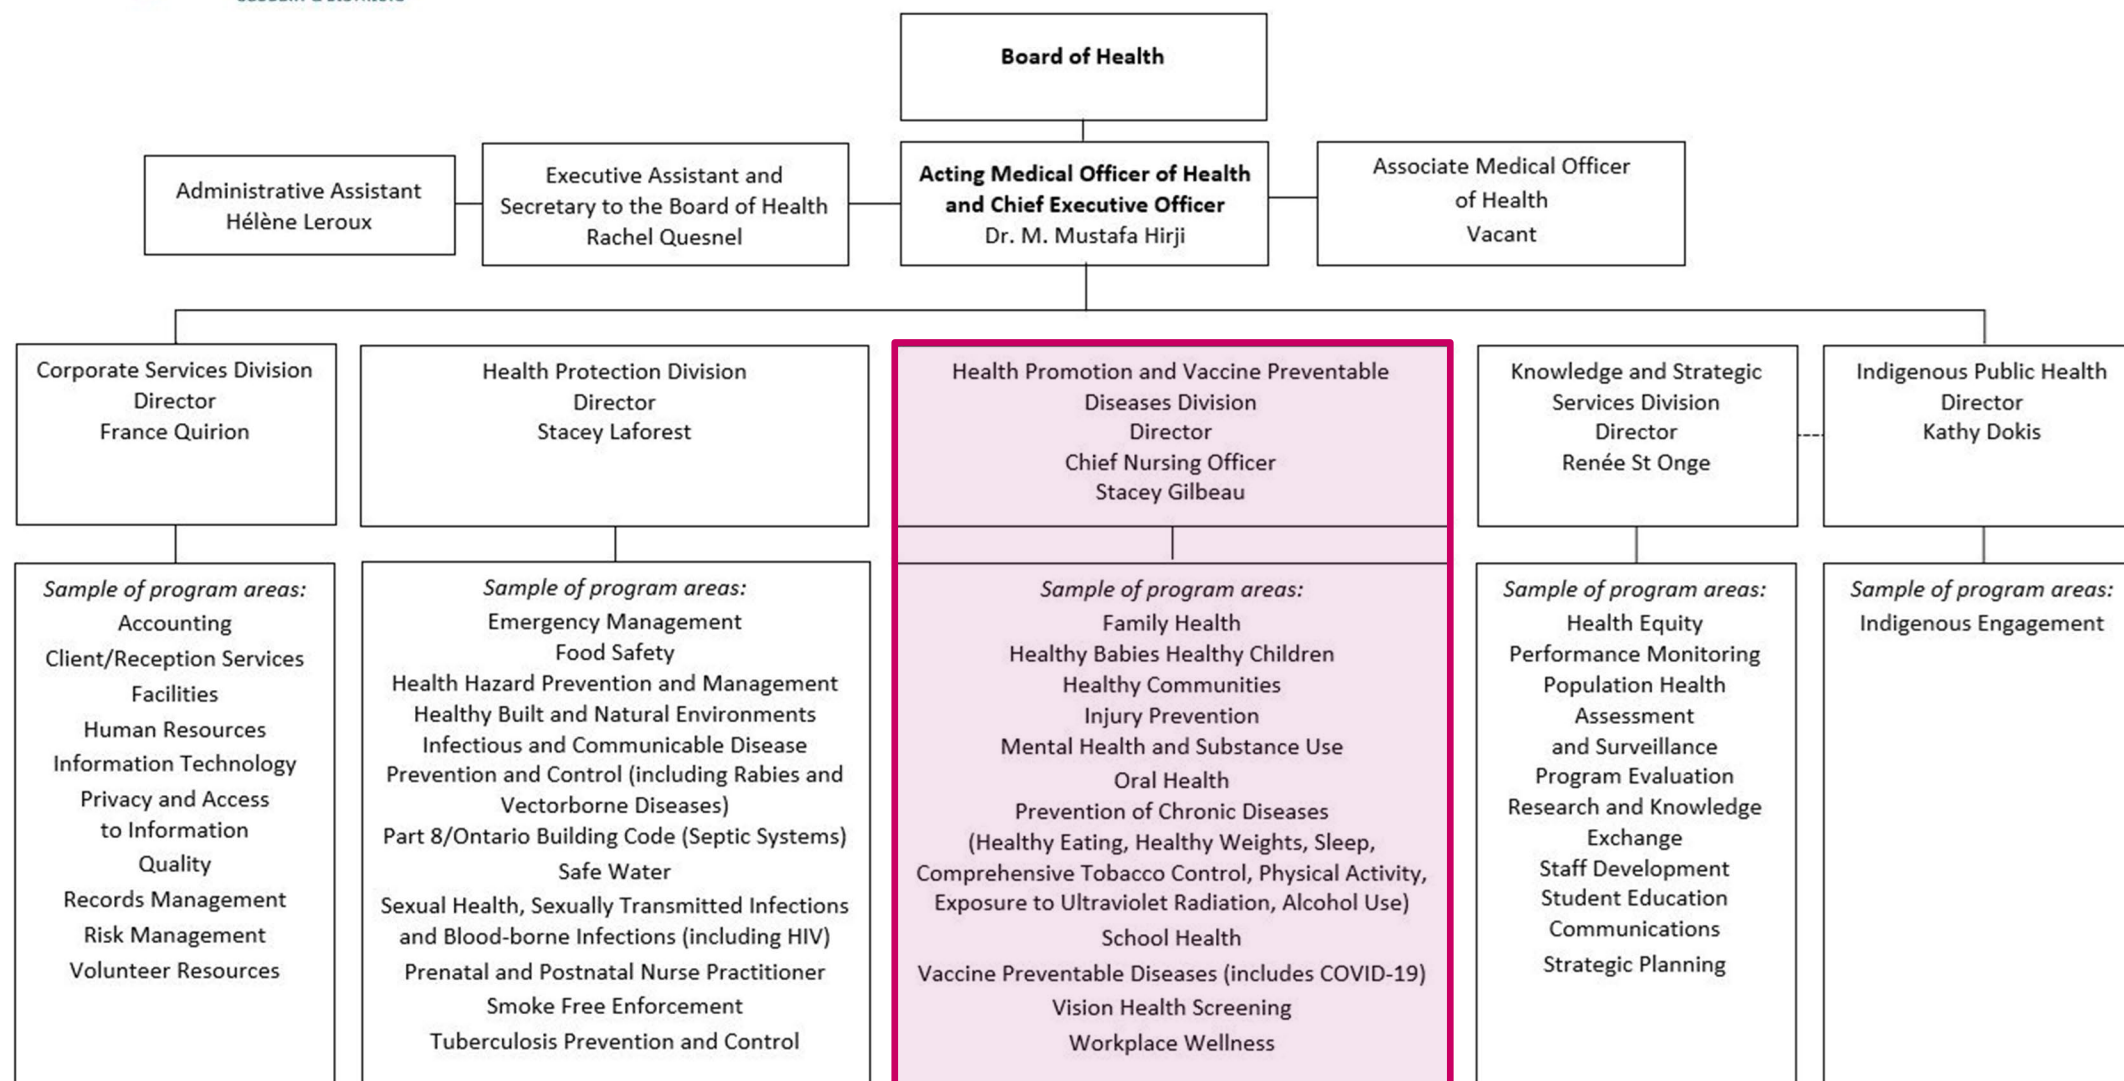 Board of Health
Administrative Assistant
Hélène Leroux
Executive Assistant and
Secretary to the Board of Health
Rachel Quesnel
Acting Medical Officer of Health
and Chief Executive Officer
Dr. M. Mustafa Hirji
Associate Medical Officer
of Health
Vacant
Corporate Services Division
Director
France Quirion
Health Protection Division
Director
Stacey Laforest
Health Promotion and Vaccine Preventable
Diseases Division
Director
Chief Nursing Officer
Stacey Gilbeau
Knowledge and Strategic
Services Division
Director
Renée St Onge
Indigenous Public Health
Director
Kathy Dokis
Sample of program areas:
Accounting
Client/Reception Services
Facilities
Human Resources
Information Technology
Privacy and Access
to Information
Quality
Records Management
Risk Management
Volunteer Resources
Sample of program areas:
Emergency Management
Food Safety
Health Hazard Prevention and Management
Healthy Built and Natural Environments
Infectious and Communicable Disease
Prevention and Control (including Rabies and
Vectorborne Diseases)
Part 8/Ontario Building Code (Septic Systems)
Safe Water
Sexual Health, Sexually Transmitted Infections
and Blood-borne Infections (including HIV)
Prenatal and Postnatal Nurse Practitioner
Smoke Free Enforcement
Tuberculosis Prevention and Control
Sample of program areas:
Family Health
Healthy Babies Healthy Children
Healthy Communities
Injury Prevention
Mental Health and Substance Use
Oral Health
Prevention of Chronic Diseases
(Healthy Eating, Healthy Weights, Sleep,
Comprehensive Tobacco Control, Physical Activity,
Exposure to Ultraviolet Radiation, Alcohol Use)
School Health
Vaccine Preventable Diseases (includes COVID-19)
Vision Health Screening
Workplace Wellness
Sample of program areas:
Health Equity
Performance Monitoring
Population Health
Assessment
and Surveillance
Program Evaluation
Research and Knowledge
Exchange
Staff Development
Student Education
Communications
Strategic Planning
Sample of program areas:
Indigenous Engagement